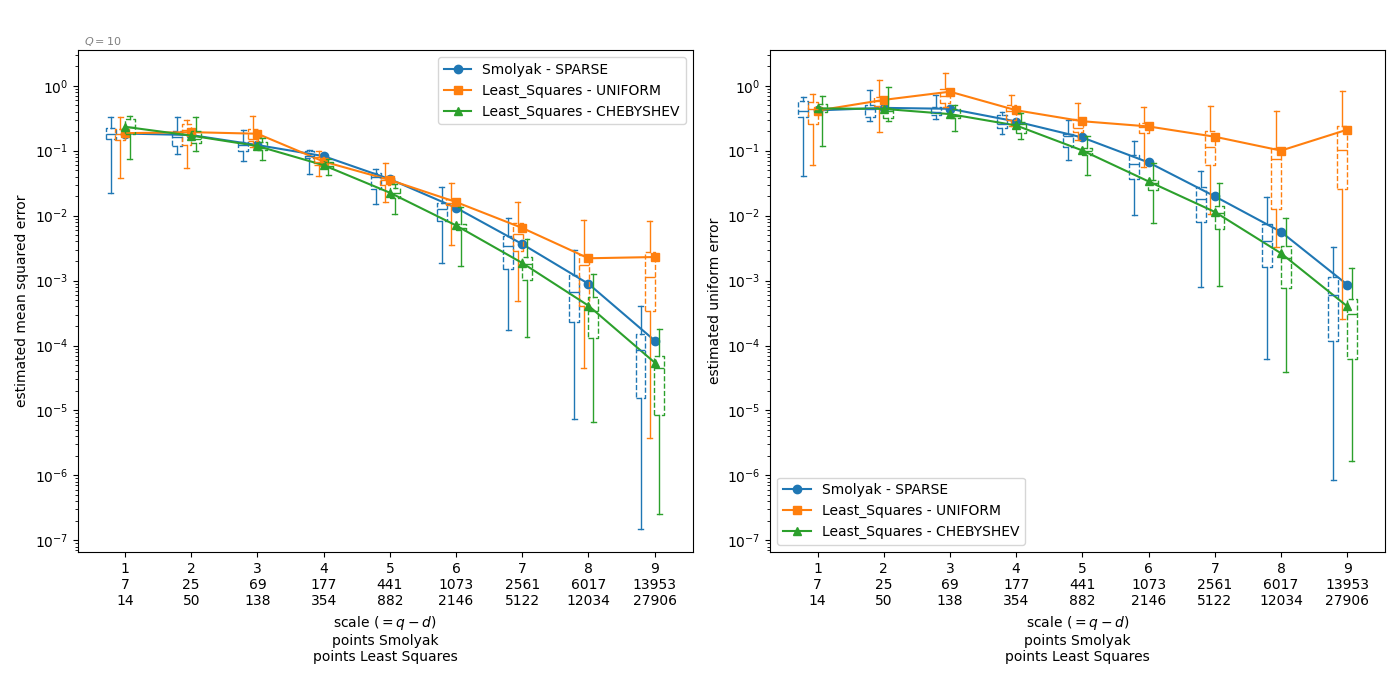 Q = 10
Smolyak - SPARSE
Least_Squares - UNIFORM
Least_Squares - CHEBYSHEV
estimated mean squared error
10⁰
10⁻¹
10⁻²
10⁻³
10⁻⁴
10⁻⁵
10⁻⁶
10⁻⁷
1 2 3 4 5 6 7 8 9
7 25 69 177 441 1073 2561 6017 13953
14 50 138 354 882 2146 5122 12034 27906
scale (= q − d)
points Smolyak
points Least Squares
estimated uniform error
10⁰
10⁻¹
10⁻²
10⁻³
10⁻⁴
10⁻⁵
10⁻⁶
10⁻⁷
Smolyak - SPARSE
Least_Squares - UNIFORM
Least_Squares - CHEBYSHEV
1 2 3 4 5 6 7 8 9
7 25 69 177 441 1073 2561 6017 13953
14 50 138 354 882 2146 5122 12034 27906
scale (= q − d)
points Smolyak
points Least Squares